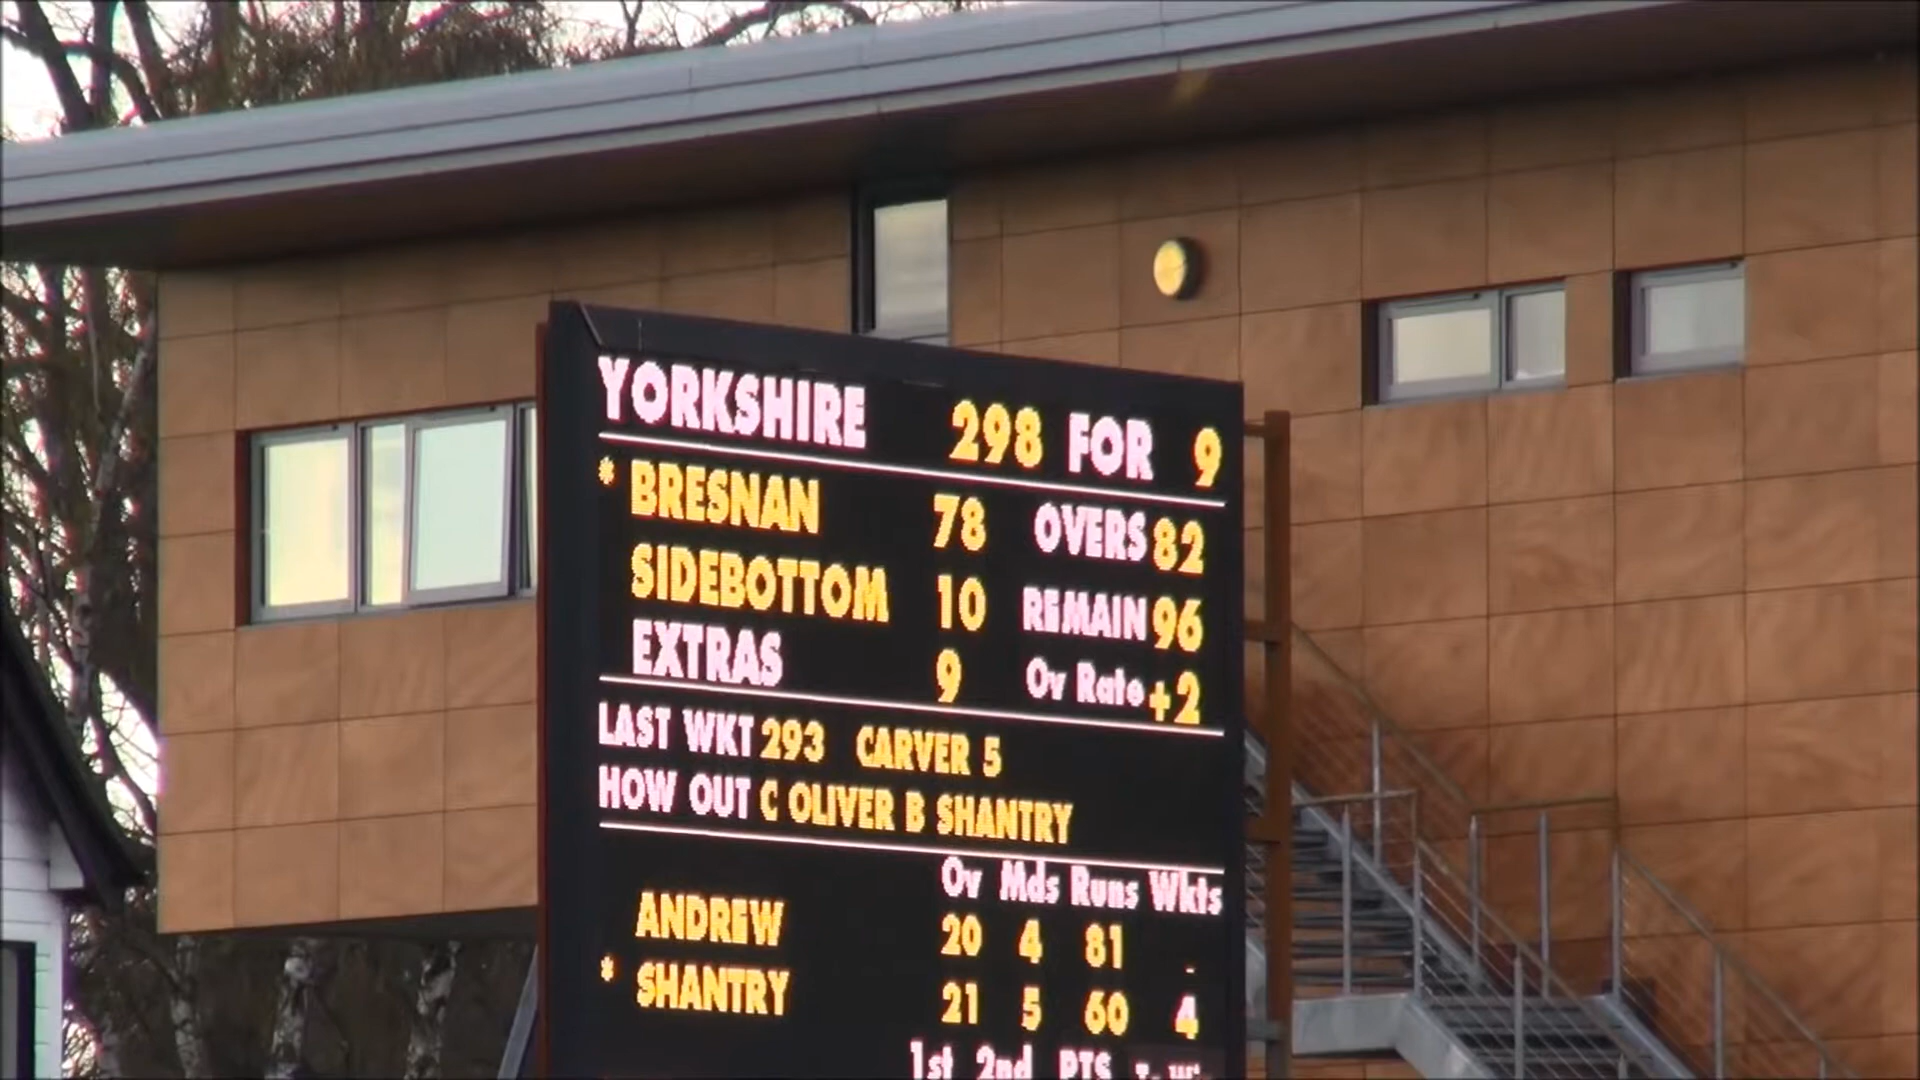 YORKSHIRE 298 FOR 9
* BRESNAN 78 OVERS 82
SIDEBOTTOM 10 REMAIN 96
EXTRAS 9 Ov Rate +2
LAST WKT 293 CARVER 5
HOW OUT C OLIVER B SHANTRY
Ov Mds Runs Wkts
ANDREW 20 4 81 -
* SHANTRY 21 5 60 4
1st 2nd PTS